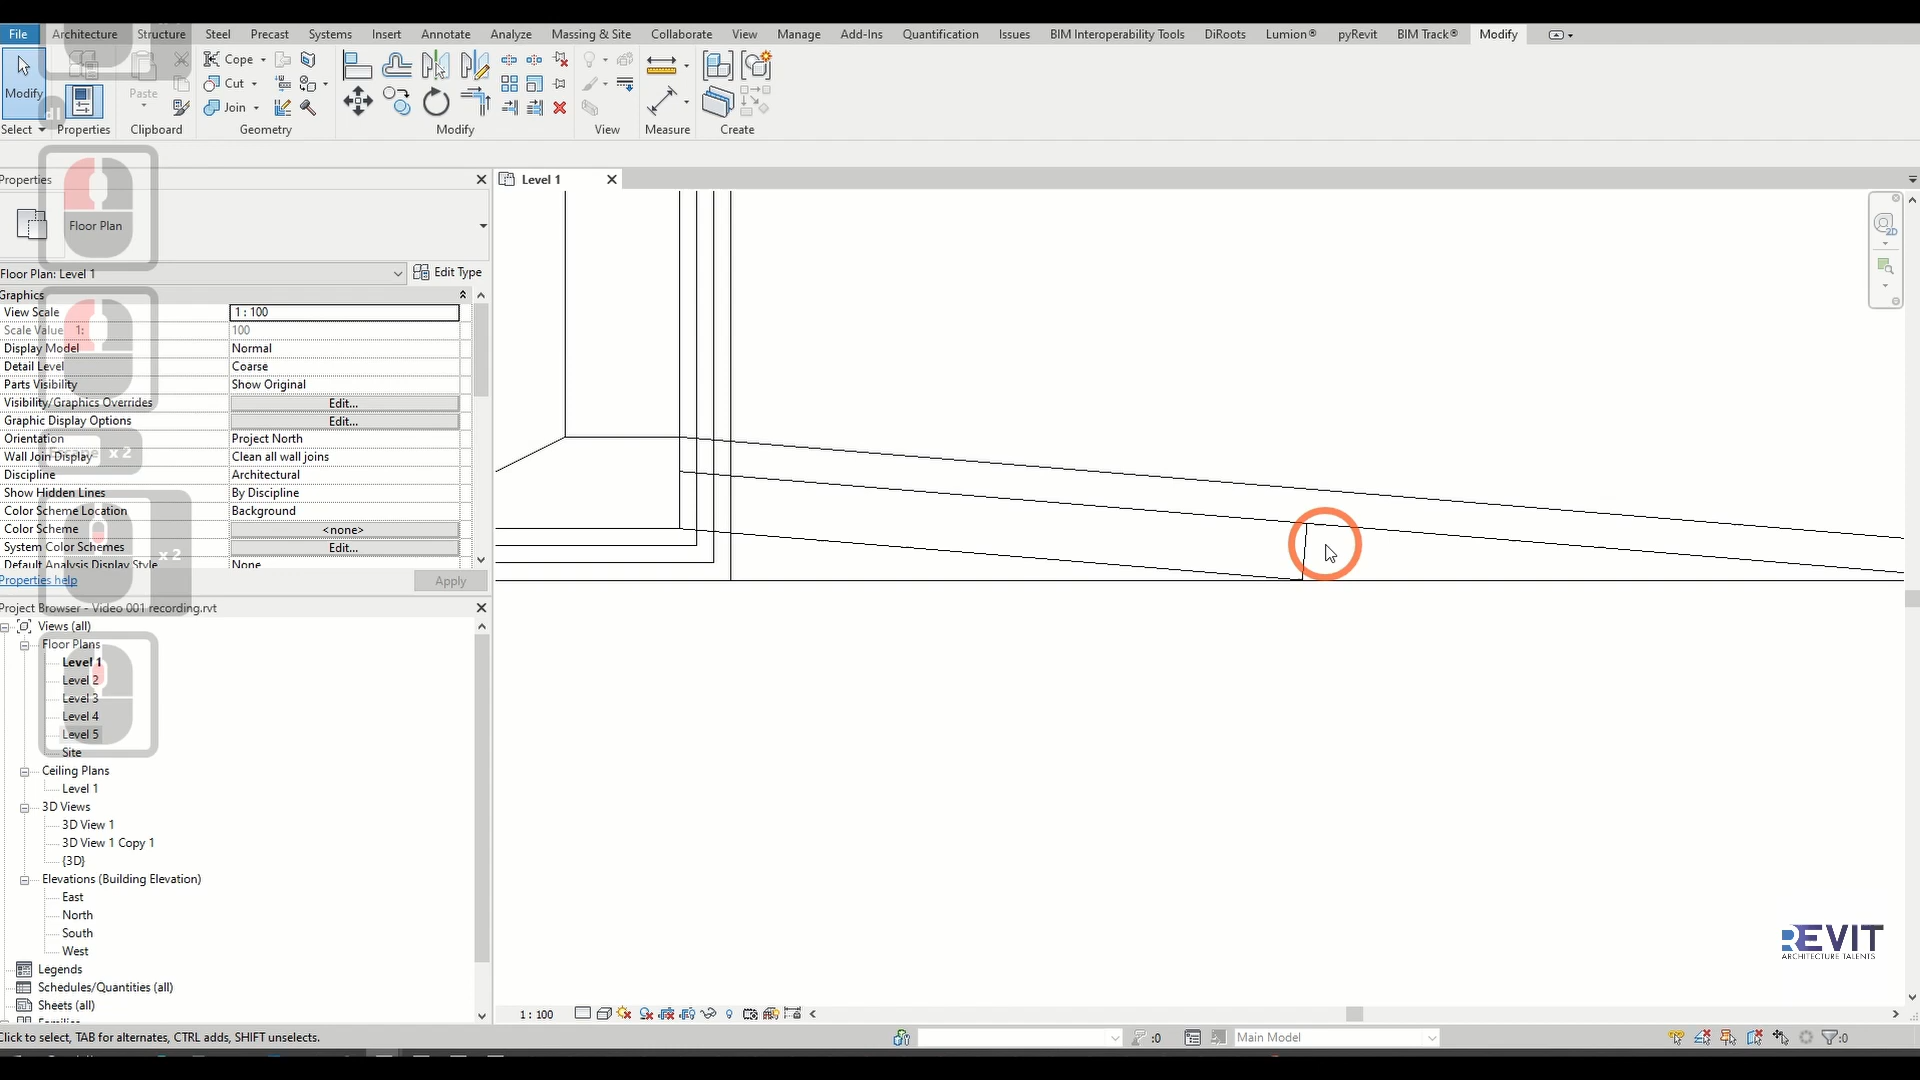 File Architecture Structure Steel Precast Systems Insert Annotate Analyze Massing & Site Collaborate View Manage Add-Ins Quantification Issues BIM Interoperability Tools DiRoots Lumion® pyRevit BIM Track® Modify
Modify Paste Cope
Cut
Join
Select Properties Clipboard Geometry Modify View Measure Create
Properties
Level 1
Floor Plan
Floor Plan: Level 1 Edit Type
Graphics
View Scale 1 : 100
Scale Value 1: 100
Display Model Normal
Detail Level Coarse
Parts Visibility Show Original
Visibility/Graphics Overrides Edit...
Graphic Display Options Edit...
Orientation Project North
Wall Join Display Clean all wall joins
x 2
Discipline Architectural
Show Hidden Lines By Discipline
Color Scheme Location Background
Color Scheme <none>
System Color Schemes Edit...
x 2
Default Analysis Display Style None
Properties help Apply
Project Browser - Video 001 recording.rvt
Views (all)
Floor Plans
Level 1
Level 2
Level 3
Level 4
Level 5
Site
Ceiling Plans
Level 1
3D Views
3D View 1
3D View 1 Copy 1
{3D}
Elevations (Building Elevation)
East
North
South
West
Legends
Schedules/Quantities (all)
Sheets (all)
REVIT
ARCHITECTURE TALENTS
1 : 100
2D
Click to select, TAB for alternates, CTRL adds, SHIFT unselects.
:0
Main Model
:0